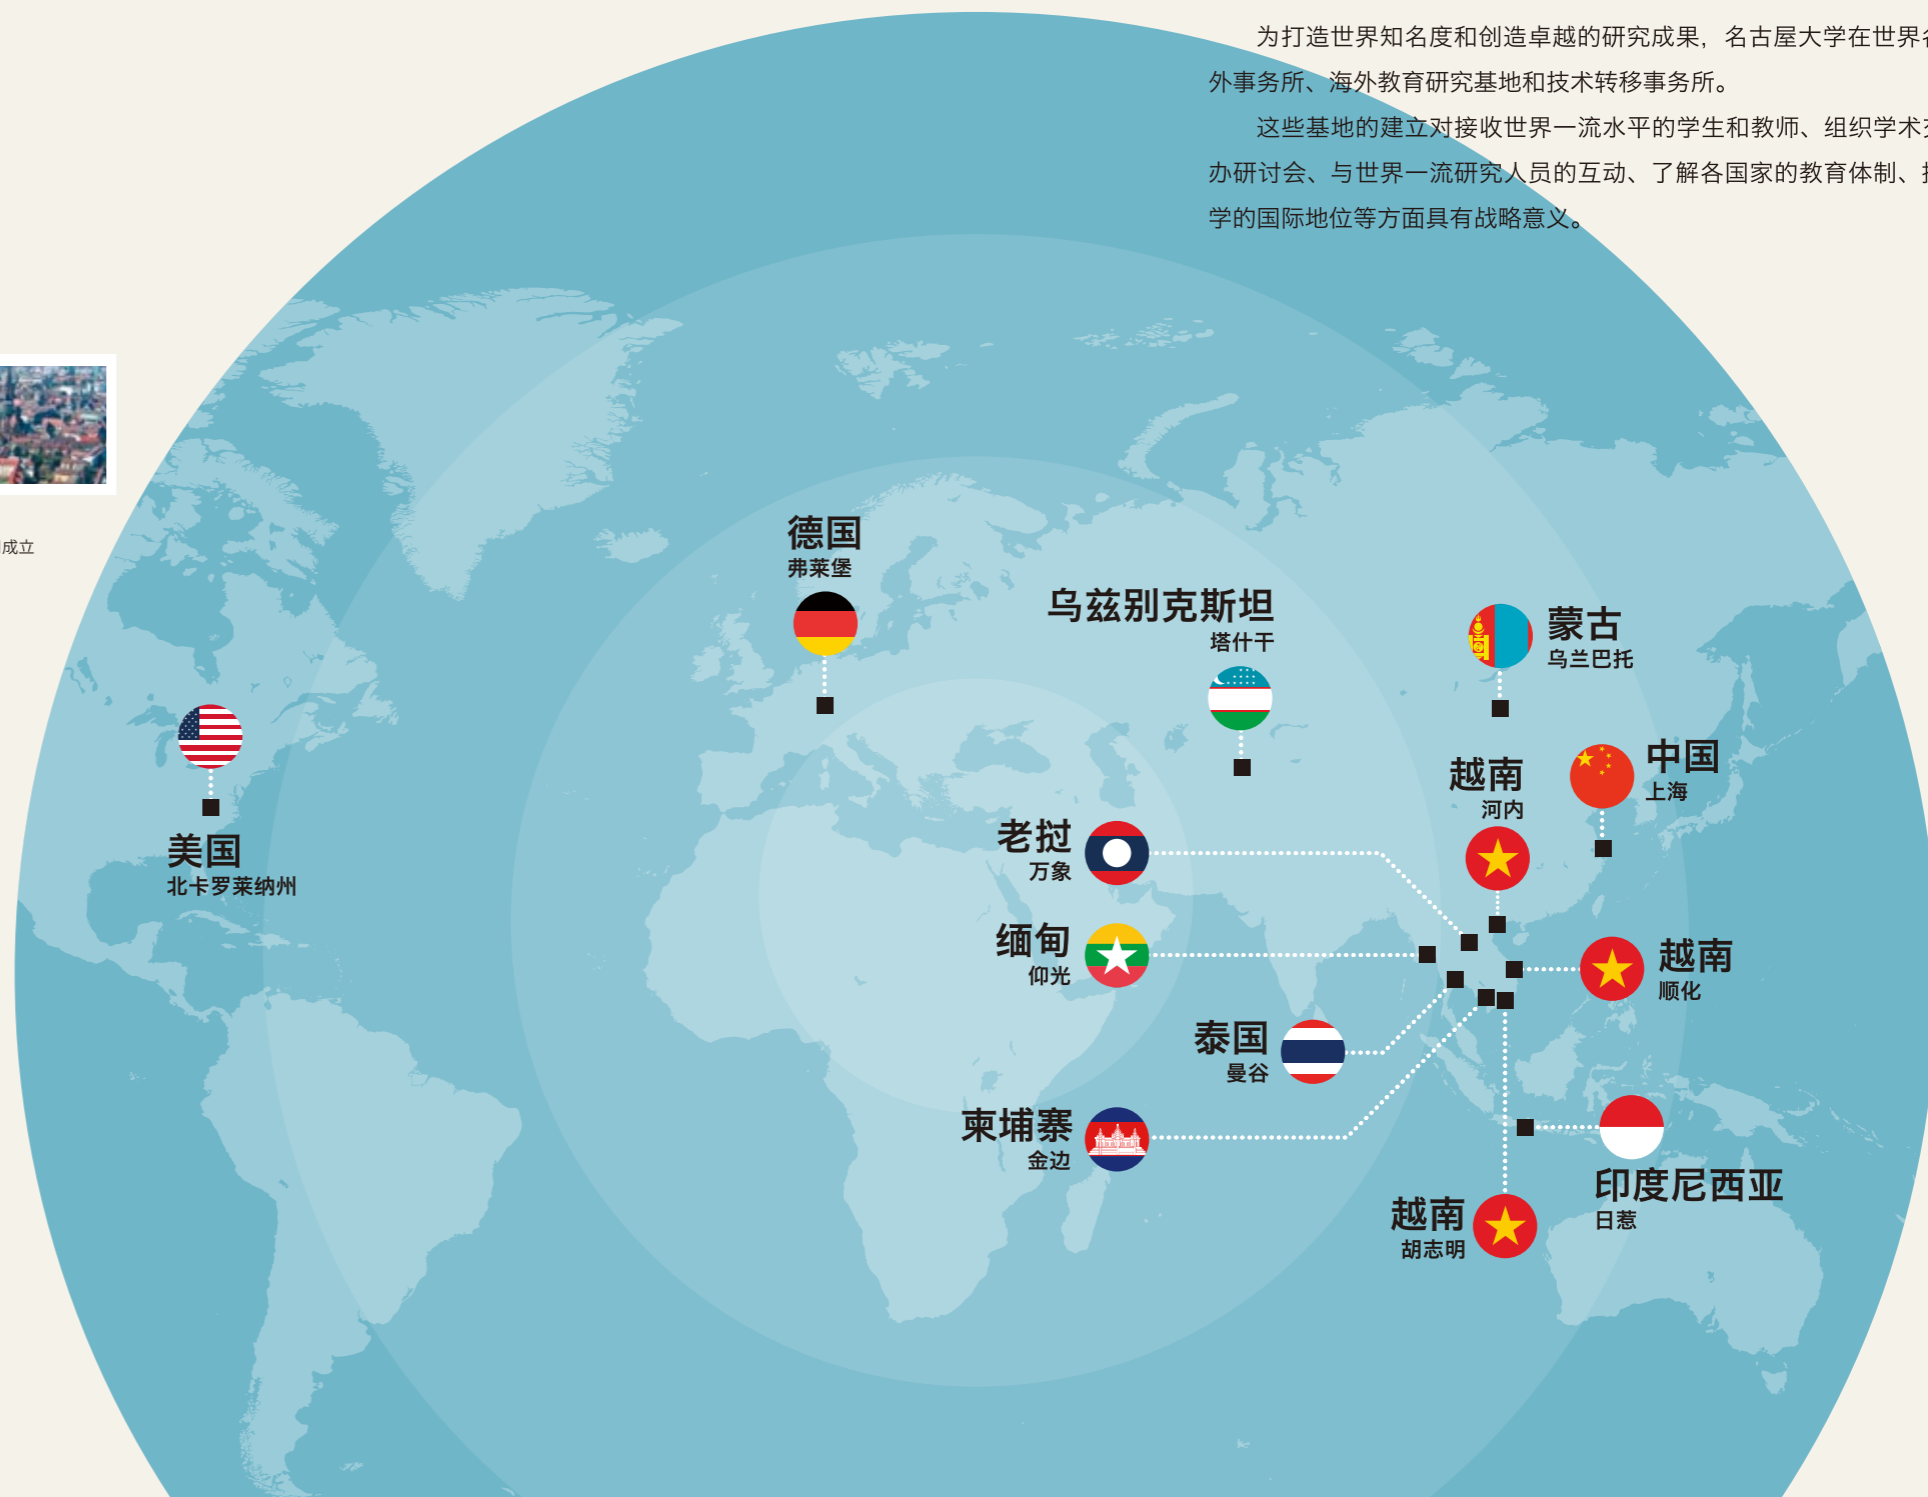 为打造世界知名度和创造卓越的研究成果，名古屋大学在世界
外事务所、海外教育研究基地和技术转移事务所。
这些基地的建立对接收世界一流水平的学生和教师、组织学术
办研讨会、与世界一流研究人员的互动、了解各国家的教育体制、
学的国际地位等方面具有战略意义。
成立
德国
弗莱堡
乌兹别克斯坦
塔什干
蒙古
乌兰巴托
中国
上海
越南
河内
美国
北卡罗莱纳州
老挝
万象
缅甸
仰光
越南
顺化
泰国
曼谷
柬埔寨
金边
印度尼西亚
日惹
越南
胡志明